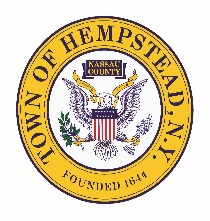 TOWN OF HEMPSTEAD, N.Y.
NASSAU
COUNTY
FOUNDED 1644